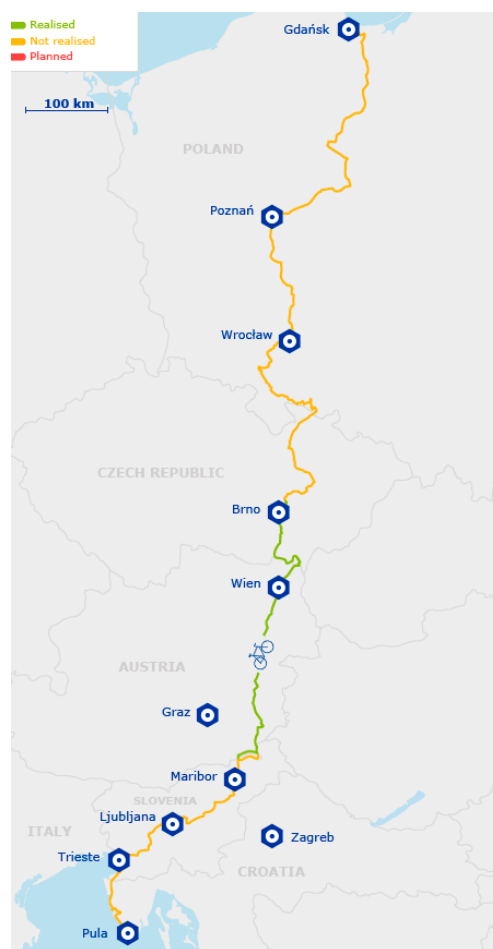 Realised
Not realised
Planned
Gdańsk
100 km
POLAND
Poznań
Wrocław
CZECH REPUBLIC
Brno
Wien
AUSTRIA
Graz
Maribor
SLOVENIA
Ljubljana
ITALY
Zagreb
Trieste
CROATIA
Pula